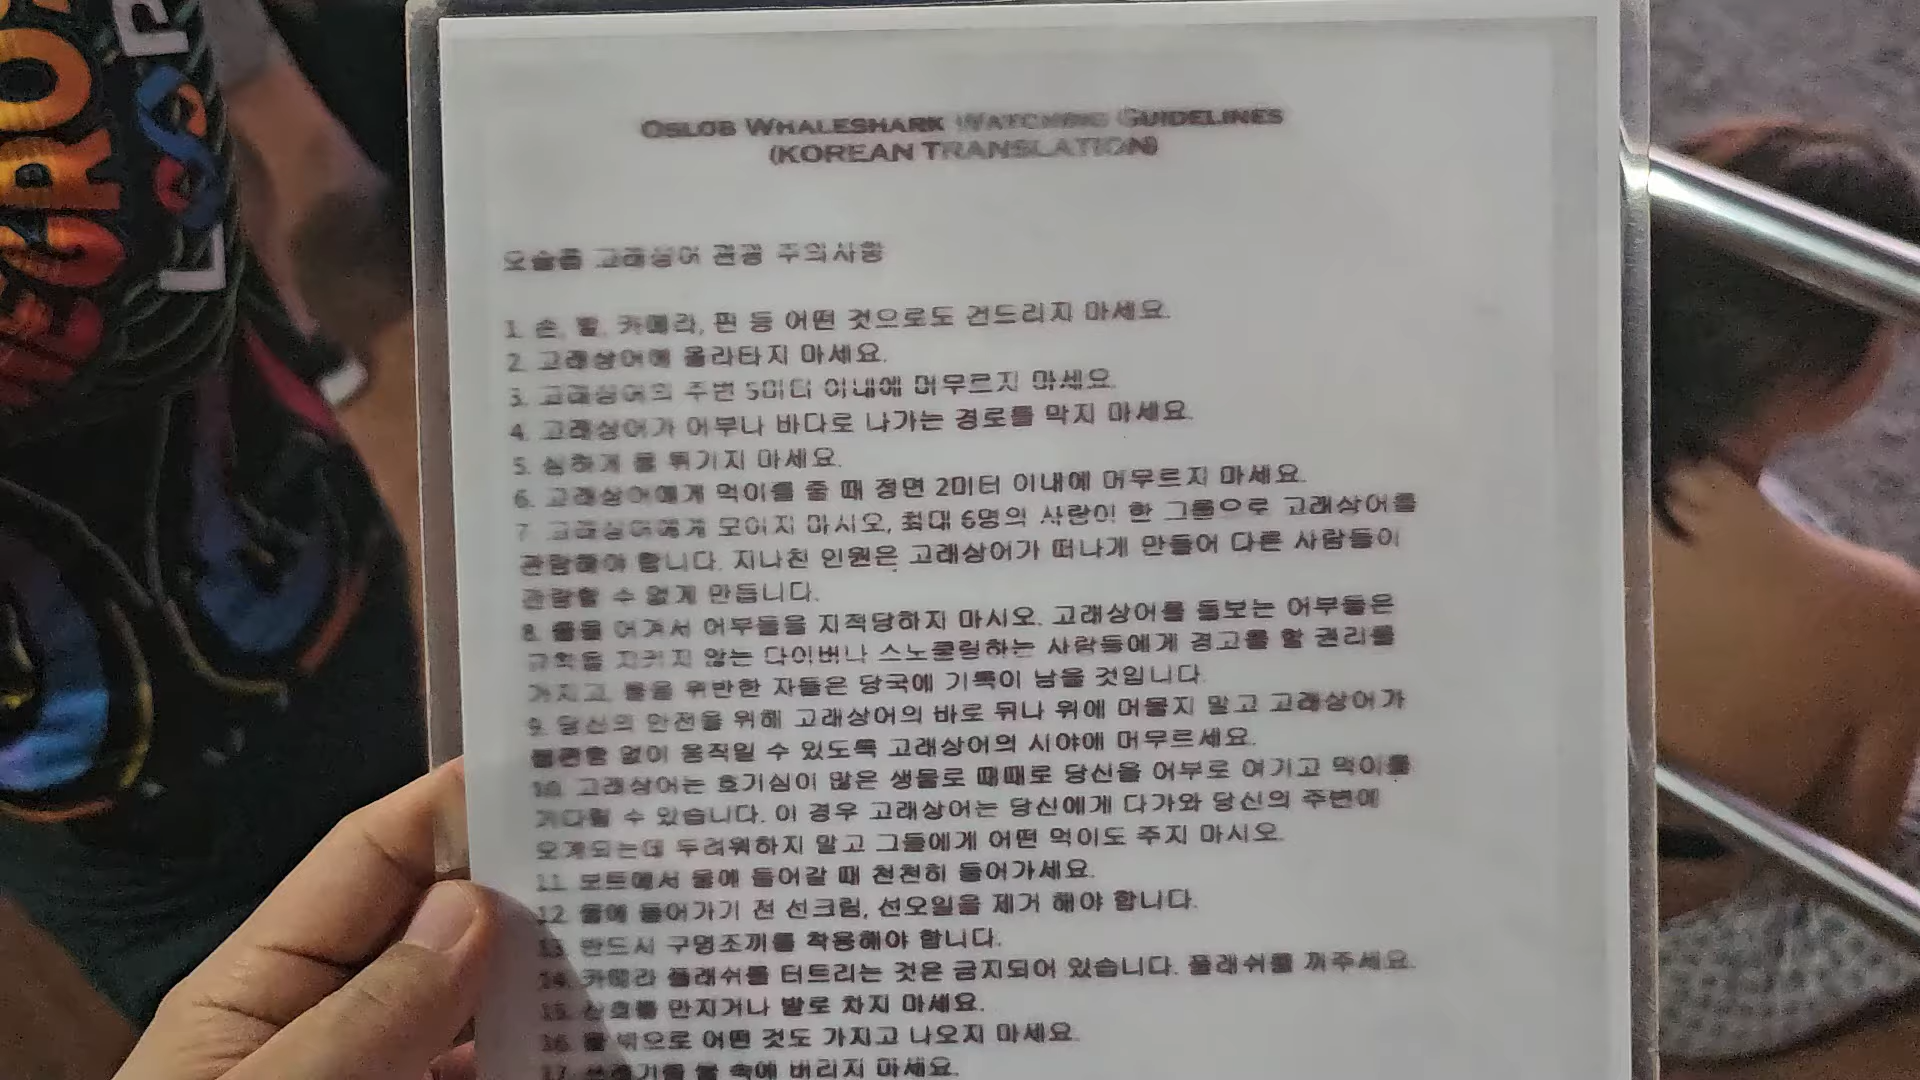 OSLOB WHALESHARK WATCHING GUIDELINES
(KOREAN TRANSLATION)
오슬롭 고래상어 관광 주의사항
1. 손, 발, 카메라, 핀 등 어떤 것으로도 건드리지 마세요.
2. 고래상어에 올라타지 마세요.
3. 고래상어의 주변 5미터 이내에 머무르지 마세요.
4. 고래상어가 어부나 바다로 나가는 경로를 막지 마세요.
5. 심하게 물 튀기지 마세요.
6. 고래상어에게 먹이를 줄 때 정면 2미터 이내에 머무르지 마세요.
7. 고래상어에게 모이지 마시오, 최대 6명의 사람이 한 그룹으로 고래상어를
관람해야 합니다. 지나친 인원은 고래상어가 떠나게 만들어 다른 사람들이
관람할 수 없게 만듭니다.
8. 룰을 어겨서 어부들을 지적당하지 마시오. 고래상어를 돌보는 어부들은
규칙을 지키지 않는 다이버나 스노쿨링하는 사람들에게 경고를 할 권리를
가지고, 룰을 위반한 자들은 당국에 기록이 남을 것입니다.
9. 당신의 안전을 위해 고래상어의 바로 뒤나 위에 머물지 말고 고래상어가
불편함 없이 움직일 수 있도록 고래상어의 시야에 머무르세요.
10. 고래상어는 호기심이 많은 생물로 때때로 당신을 어부로 여기고 먹이를
기다릴 수 있습니다. 이 경우 고래상어는 당신에게 다가와 당신의 주변에
오게되는데 두려워하지 말고 그들에게 어떤 먹이도 주지 마시오.
11. 보트에서 물에 들어갈 때 천천히 들어가세요.
12. 물에 들어가기 전 선크림, 선오일을 제거 해야 합니다.
13. 반드시 구명조끼를 착용해야 합니다.
14. 카메라 플래쉬를 터트리는 것은 금지되어 있습니다. 플래쉬를 꺼주세요.
15. 산호를 만지거나 발로 차지 마세요.
16. 물 밖으로 어떤 것도 가지고 나오지 마세요.
17. 쓰레기를 물 속에 버리지 마세요.